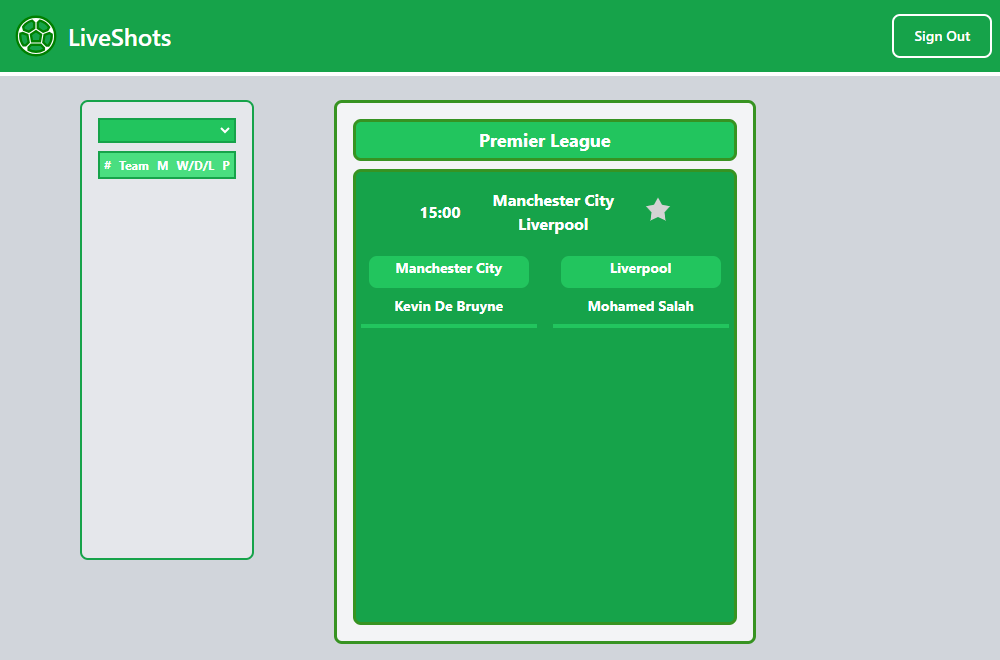 LiveShots
Sign Out
# Team M W/D/L P
Premier League
15:00
Manchester City
Liverpool
Manchester City
Liverpool
Kevin De Bruyne
Mohamed Salah